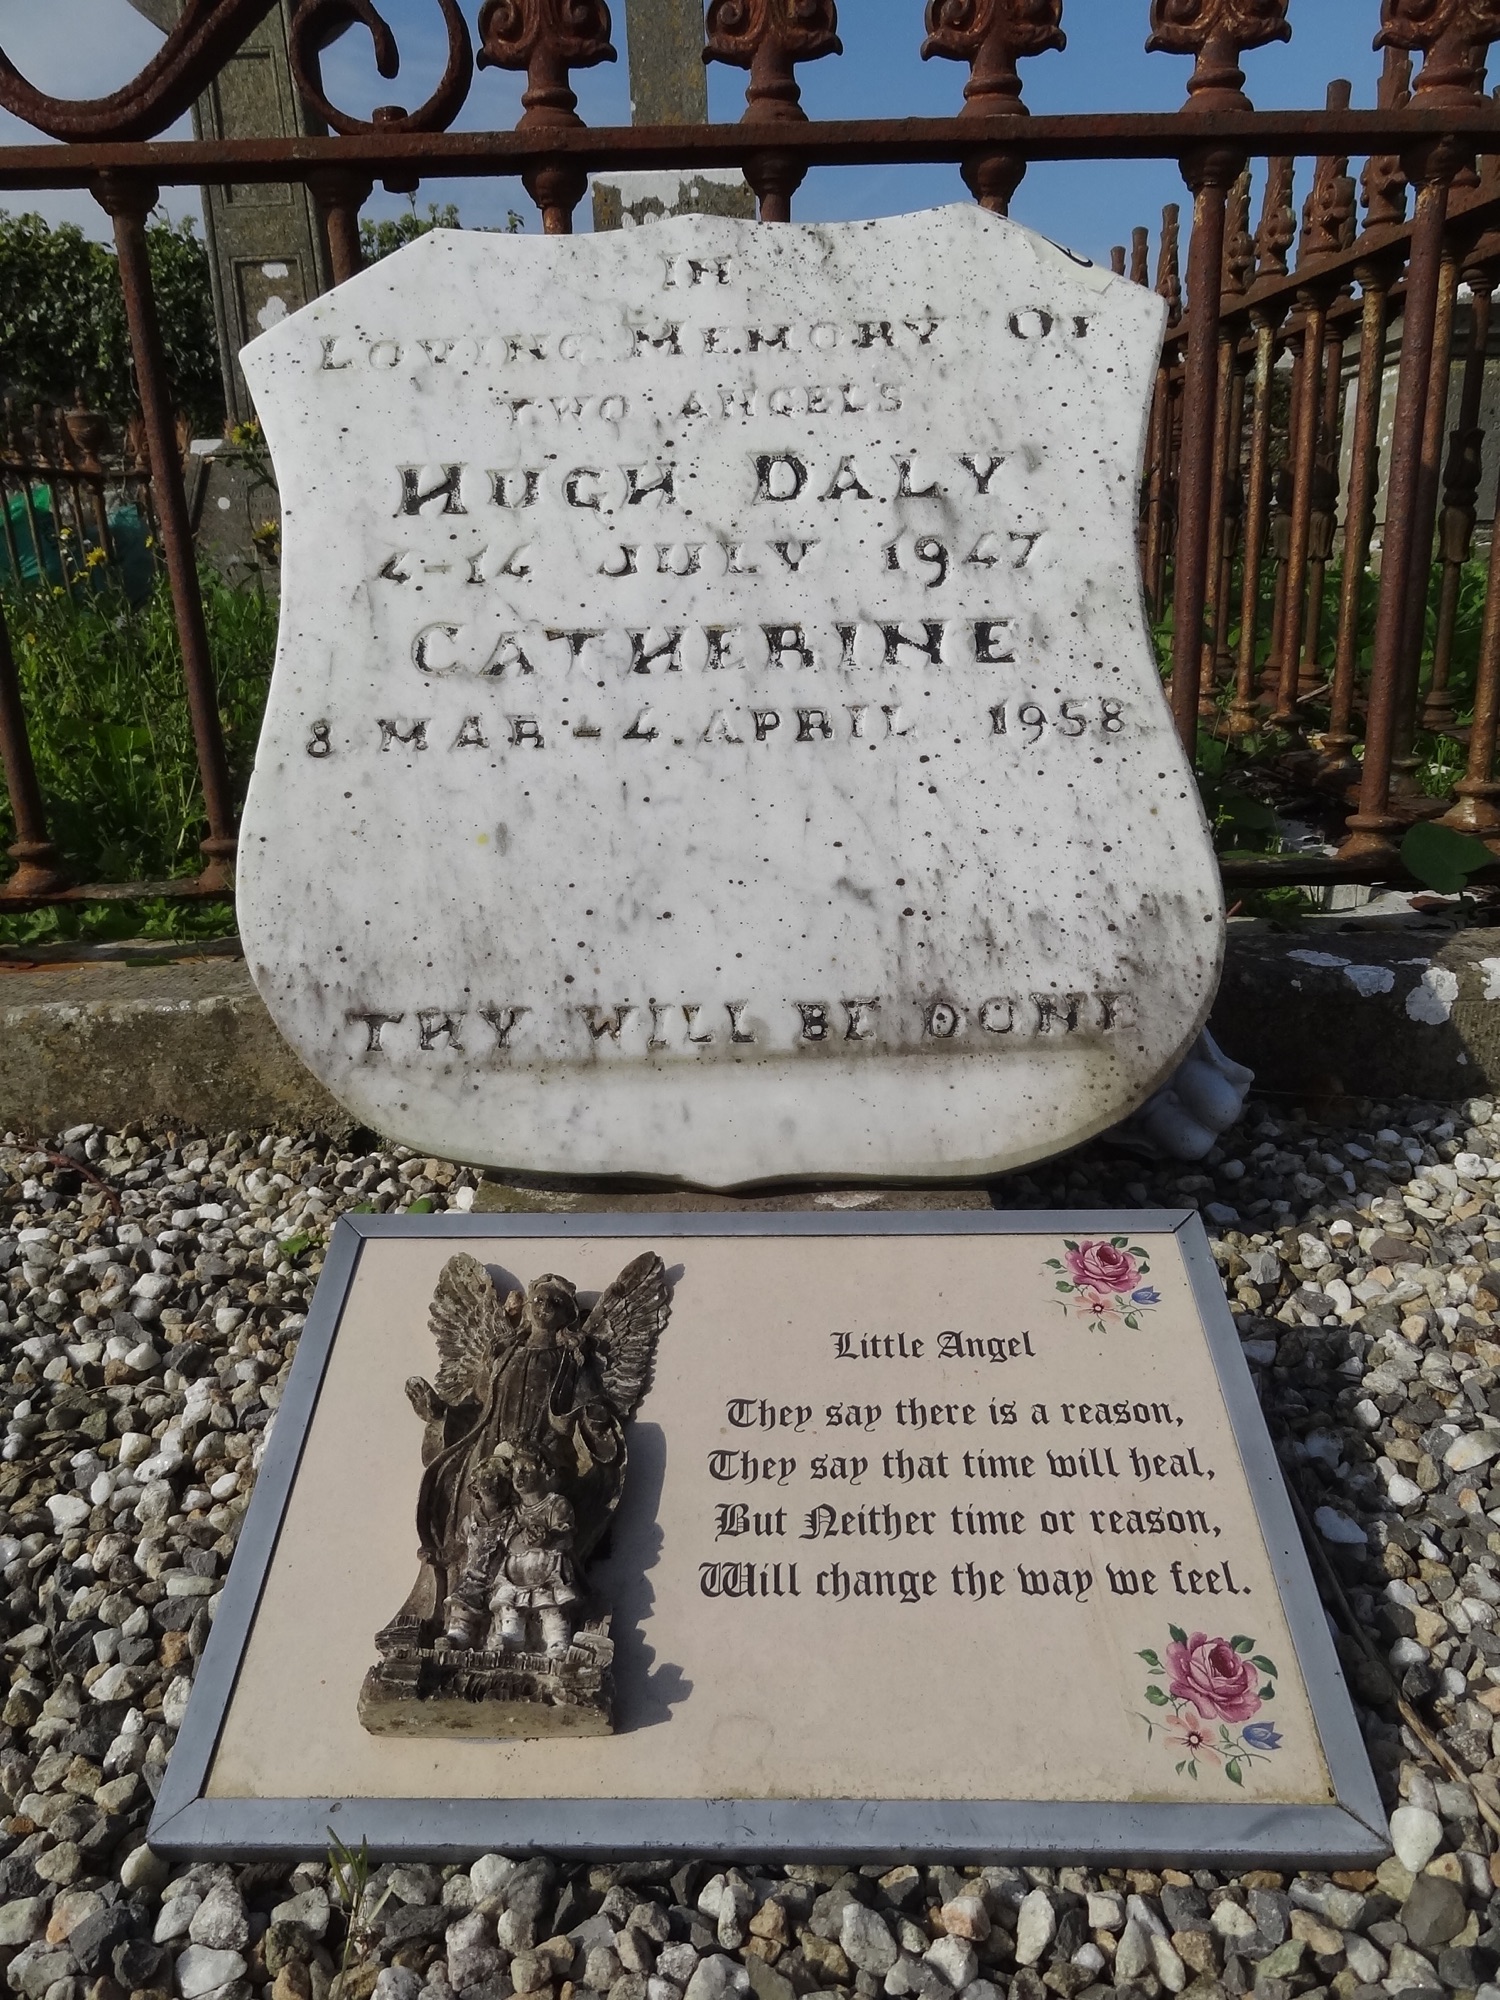 IN
LOVING MEMORY OF
TWO ANGELS
HUGH DALY
4-14 JULY 1947
CATHERINE
8 MAR - 4 APRIL 1958
THY WILL BE DONE
Little Angel
They say there is a reason,
They say that time will heal,
But Neither time or reason,
Will change the way we feel.